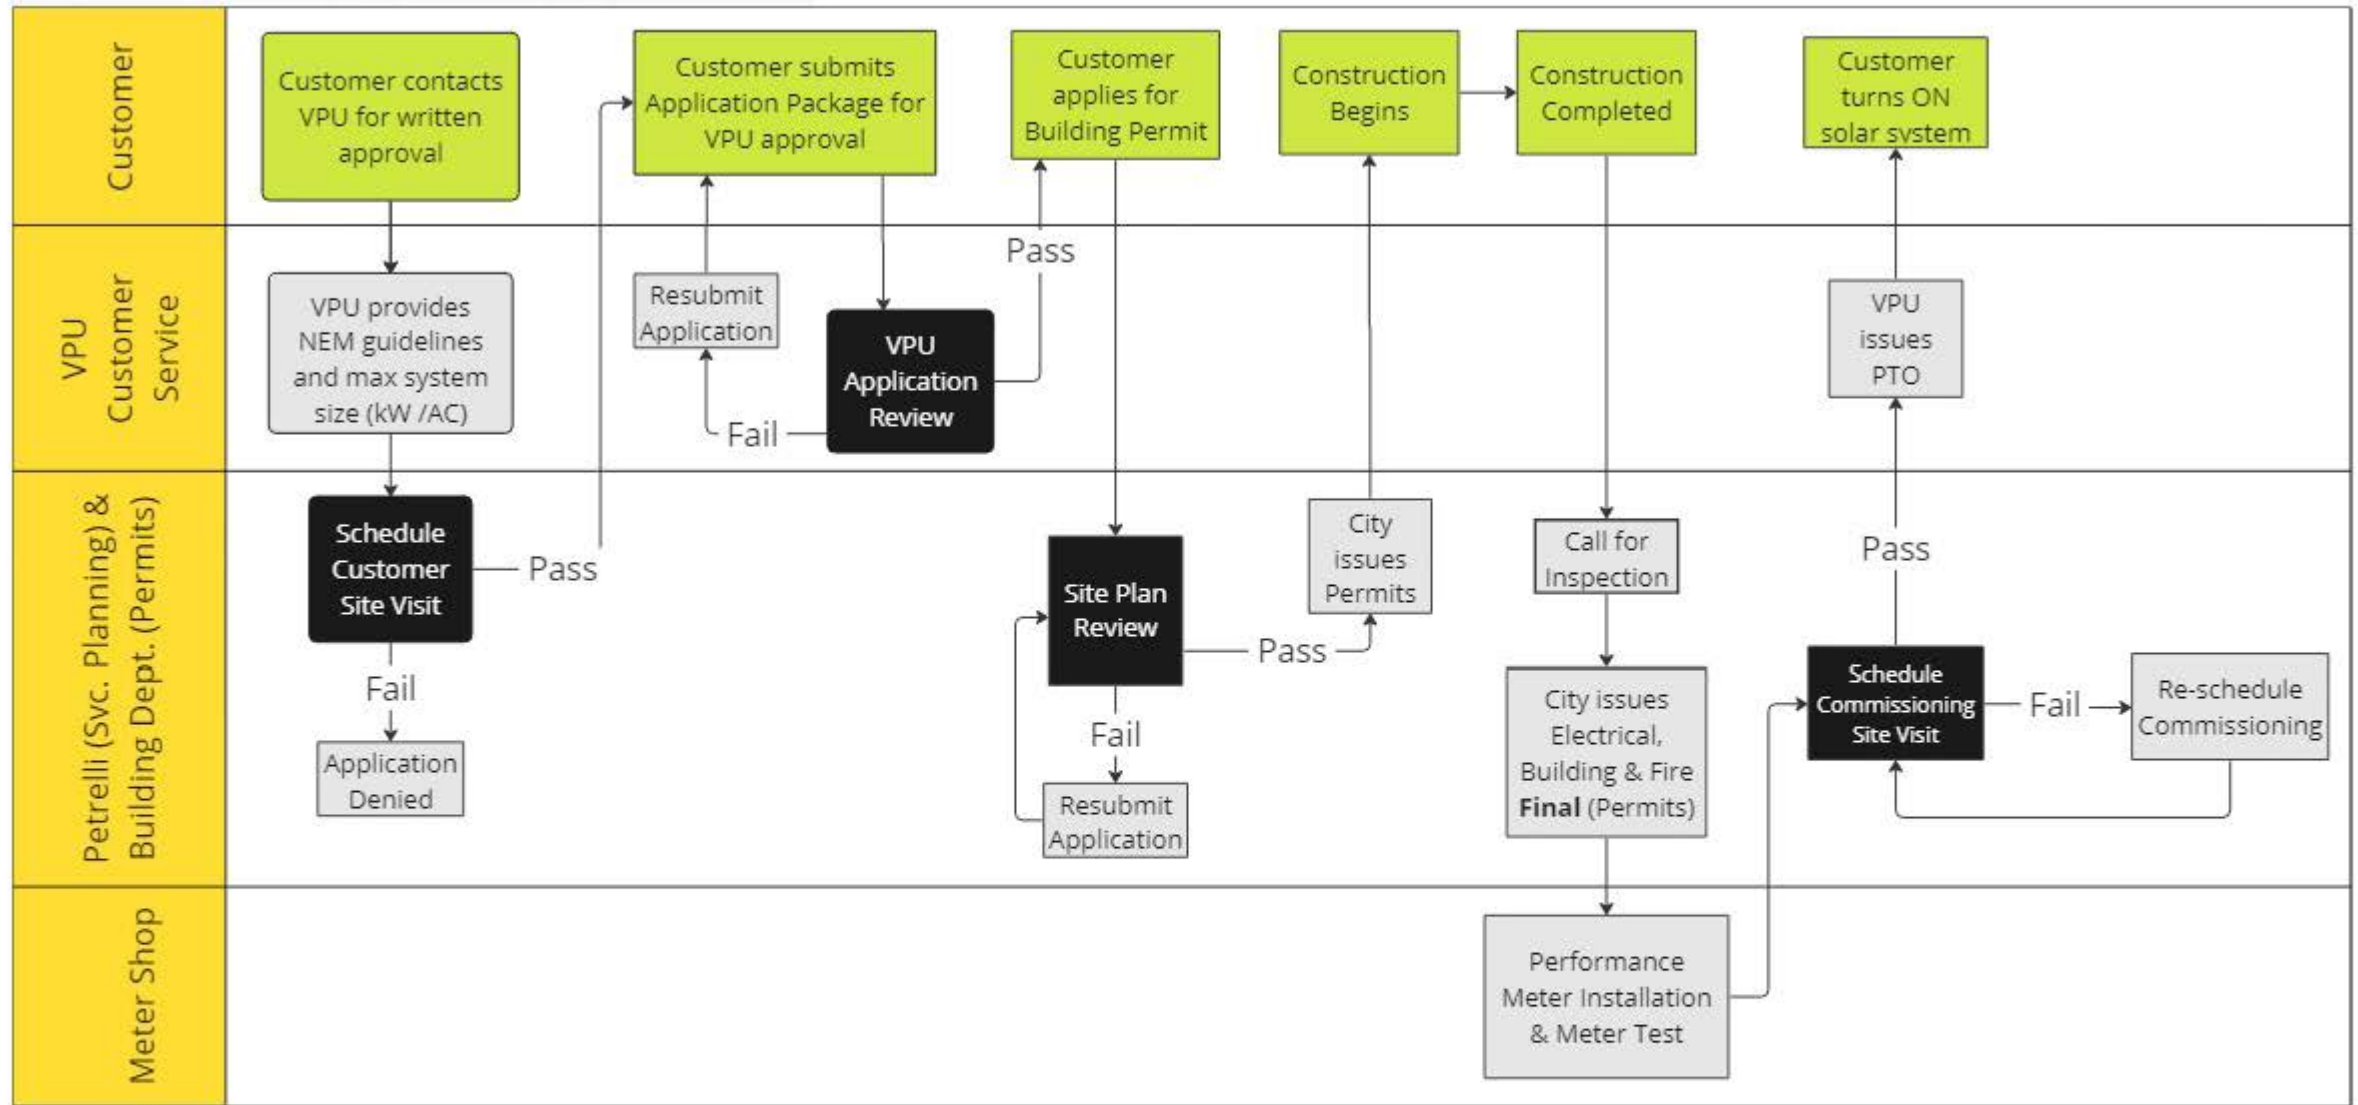 Customer
Customer contacts
VPU for written
approval
Customer submits
Application Package for
VPU approval
Customer
applies for
Building Permit
Construction
Begins
Construction
Completed
Customer
turns ON
solar system
VPU
Customer
Service
VPU provides
NEM guidelines
and max system
size (kW /AC)
Resubmit
Application
Fail
VPU
Application
Review
Pass
VPU
issues
PTO
Petrelli (Svc. Planning) &
Building Dept. (Permits)
Schedule
Customer
Site Visit
Pass
Fail
Application
Denied
Site Plan
Review
Pass
Fail
Resubmit
Application
City
issues
Permits
Call for
Inspection
City issues
Electrical,
Building & Fire
Final (Permits)
Pass
Schedule
Commissioning
Site Visit
Fail
Re-schedule
Commissioning
Meter Shop
Performance
Meter Installation
& Meter Test